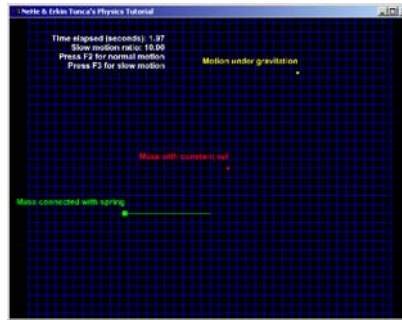 NeHe & Erkin Tunca's Physics Tutorial
Time elapsed (seconds): 1.97
Slow motion ratio: 10.00
Press F2 for normal motion
Press F3 for slow motion
Motion under gravitation
Mass with constant vel
Mass connected with spring